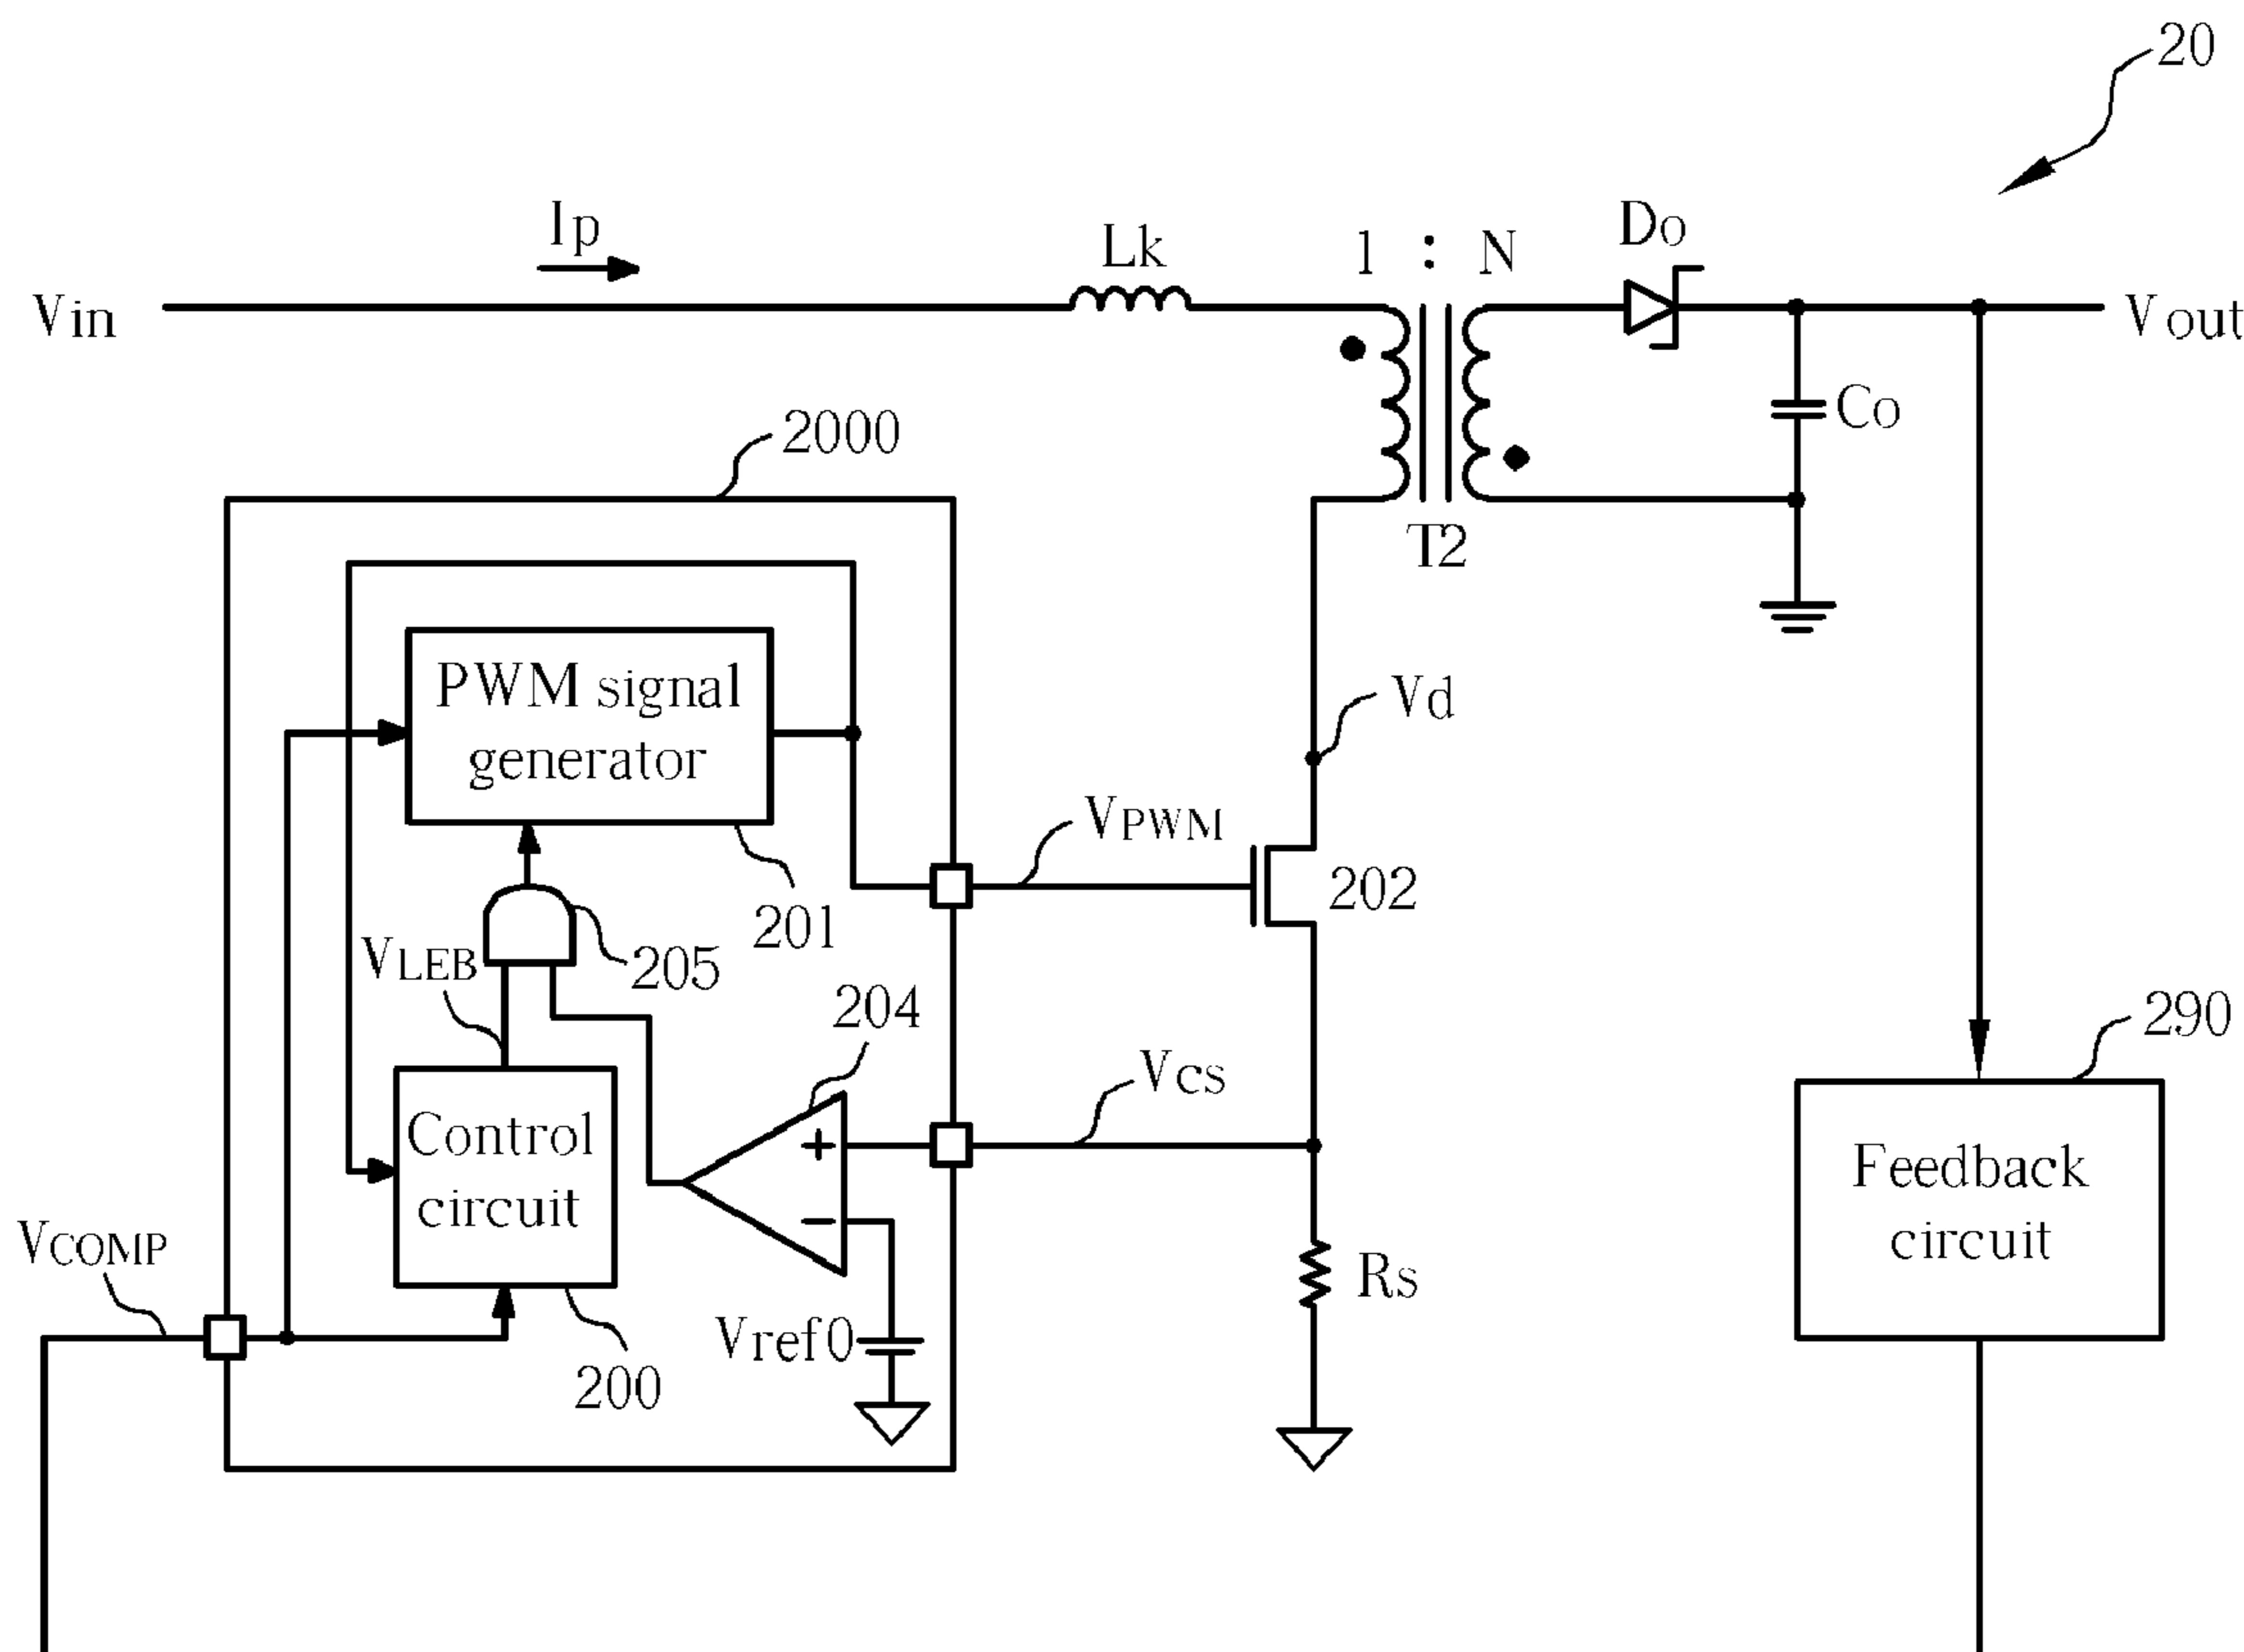 20
Ip
Lk
1 : N
Do
Vin
Vout
Co
2000
T2
PWM signal
generator
Vd
VPWM
202
201
VLEB
205
204
290
Vcs
Control
circuit
Feedback
circuit
VCOMP
Rs
Vref0
200
+
−